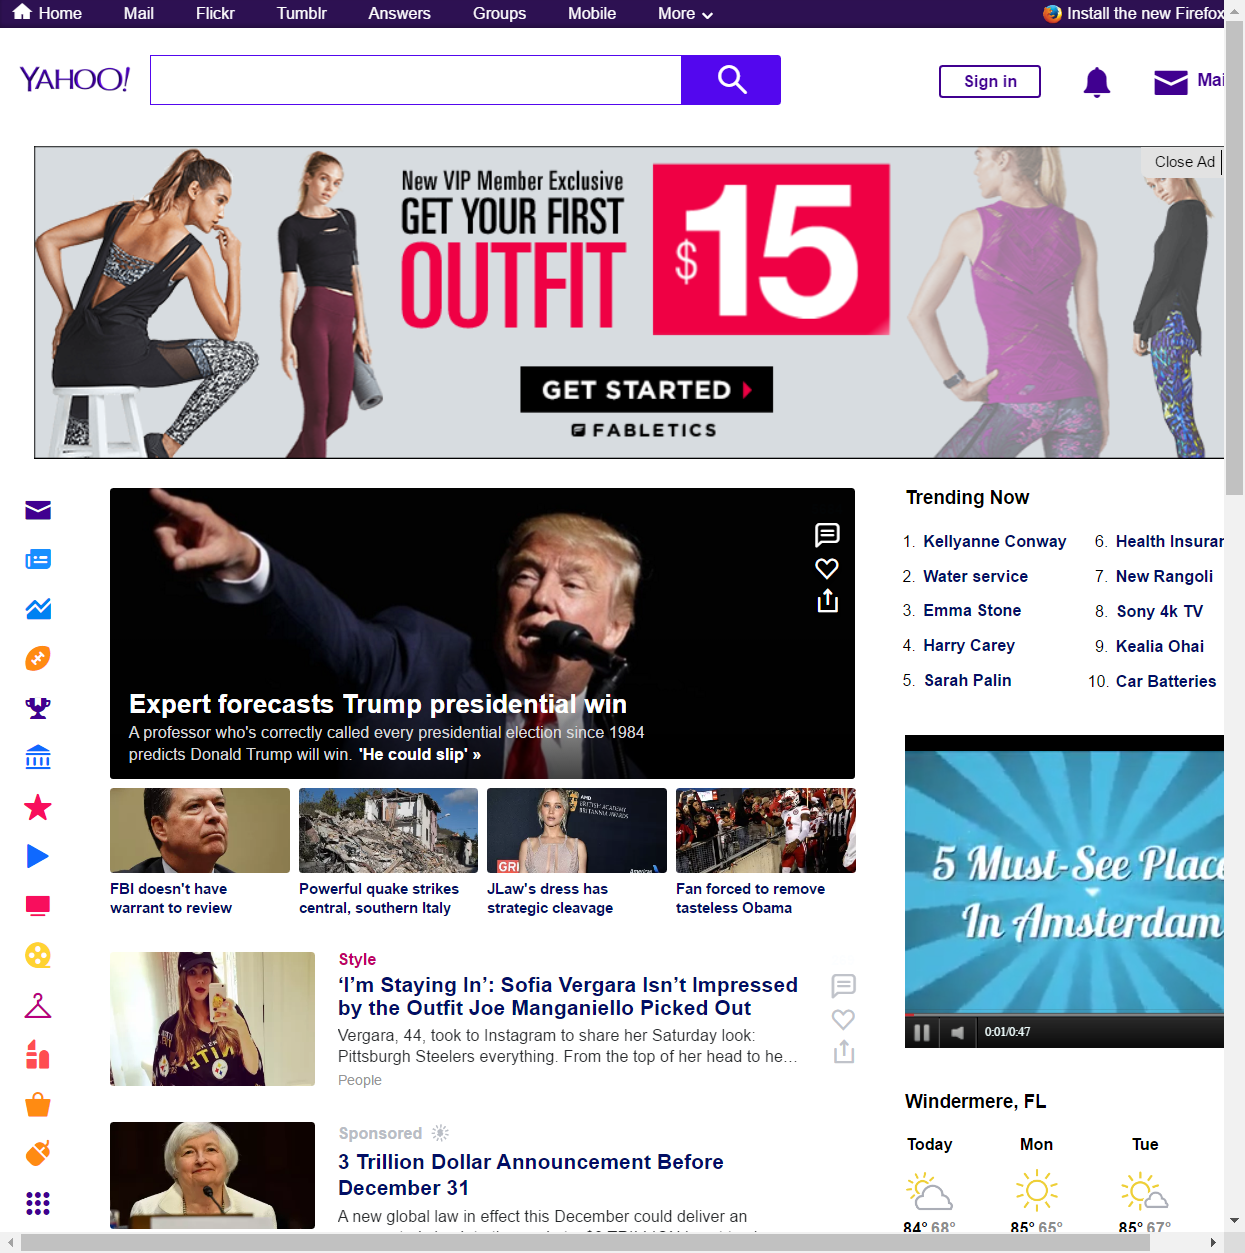 Home Mail Flickr Tumblr Answers Groups Mobile More Install the new Firefox
YAHOO!
Sign in
Mai
Close Ad
New VIP Member Exclusive
GET YOUR FIRST
OUTFIT
$15
GET STARTED
FABLETICS
Expert forecasts Trump presidential win
A professor who's correctly called every presidential election since 1984
predicts Donald Trump will win. 'He could slip' »
FBI doesn't have
warrant to review
Powerful quake strikes
central, southern Italy
BRITISH ACADEMY
BRITANNIA AWARDS
GRI
American
JLaw's dress has
strategic cleavage
Fan forced to remove
tasteless Obama
Style
‘I’m Staying In’: Sofia Vergara Isn’t Impressed
by the Outfit Joe Manganiello Picked Out
Vergara, 44, took to Instagram to share her Saturday look:
Pittsburgh Steelers everything. From the top of her head to he...
People
Sponsored
3 Trillion Dollar Announcement Before
December 31
A new global law in effect this December could deliver an
Trending Now
1. Kellyanne Conway
2. Water service
3. Emma Stone
4. Harry Carey
5. Sarah Palin
6. Health Insurar
7. New Rangoli
8. Sony 4k TV
9. Kealia Ohai
10. Car Batteries
5 Must-See Place
In Amsterdam
0:01/0:47
Windermere, FL
Today Mon Tue
84° 68° 85° 65° 85° 67°